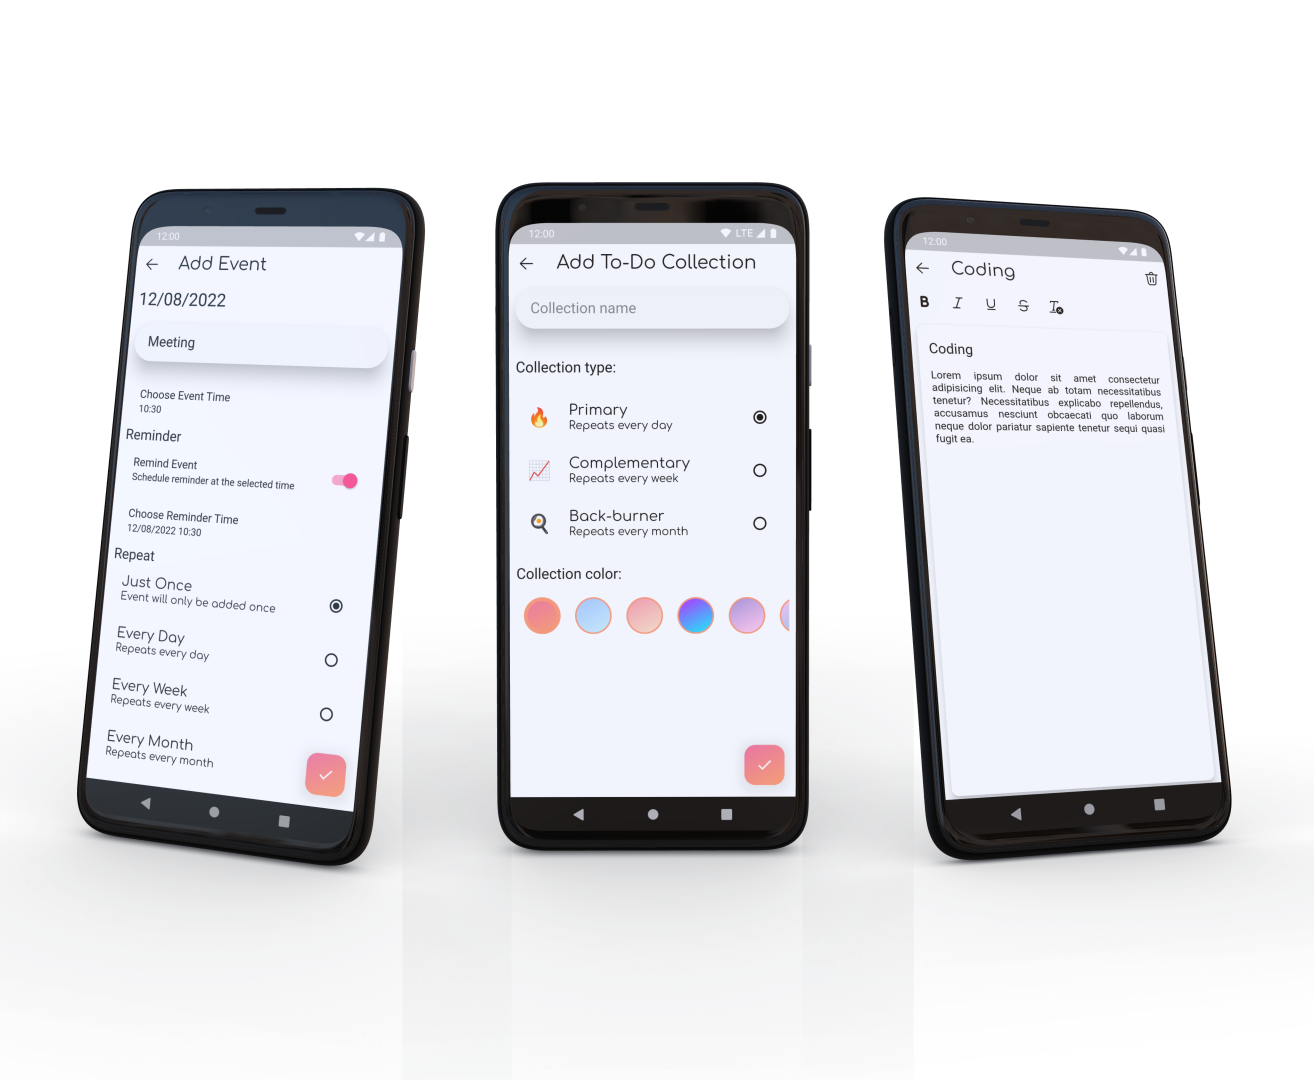 12:00
Add Event
12/08/2022
Meeting
Choose Event Time
10:30
Reminder
Remind Event
Schedule reminder at the selected time
Choose Reminder Time
12/08/2022 10:30
Repeat
Just Once
Event will only be added once
Every Day
Repeats every day
Every Week
Repeats every week
Every Month
Repeats every month
12:00
LTE
Add To-Do Collection
Collection name
Collection type:
Primary
Repeats every day
Complementary
Repeats every week
Back-burner
Repeats every month
Collection color:
12:00
Coding
B I U S T
Coding
Lorem ipsum dolor sit amet consectetur
adipisicing elit. Neque ab totam necessitatibus
tenetur? Necessitatibus explicabo repellendus,
accusamus nesciunt obcaecati quo laborum
neque dolor pariatur sapiente tenetur sequi quasi
fugit ea.